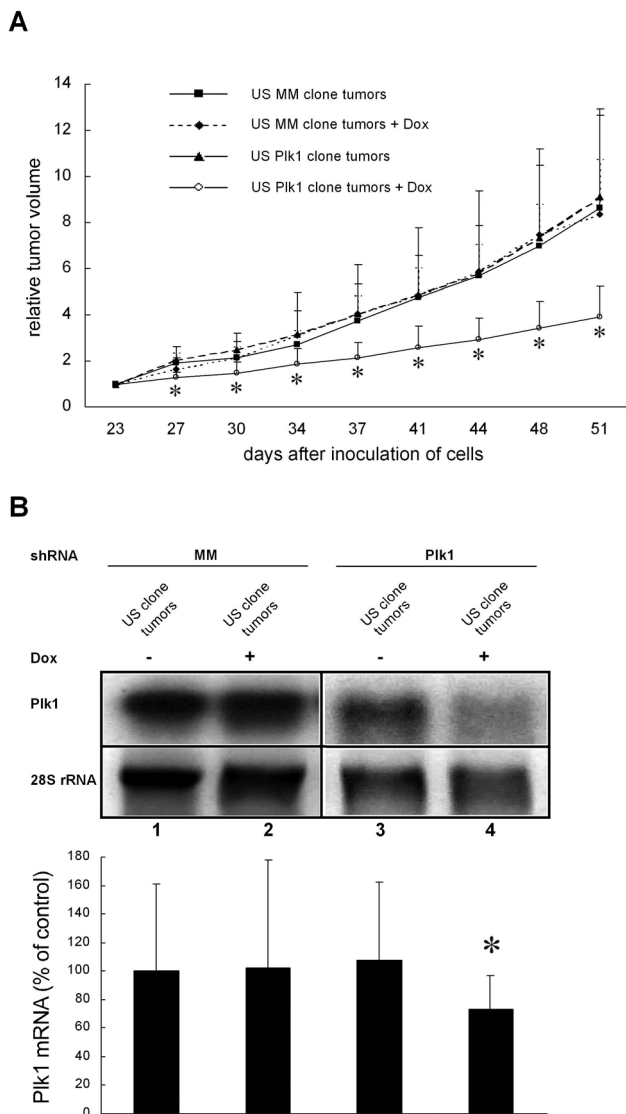 A
14
12
10
8
6
4
2
0
relative tumor volume
US MM clone tumors
US MM clone tumors + Dox
US Plk1 clone tumors
US Plk1 clone tumors + Dox
* * * * * * * *
23 27 30 34 37 41 44 48 51
days after inoculation of cells
B
shRNA MM Plk1
US clone tumors
US clone tumors
US clone tumors
US clone tumors
Dox - + - +
Plk1
28S rRNA
1 2 3 4
180
160
140
120
100
80
60
40
20
0
Plk1 mRNA (% of control)
*